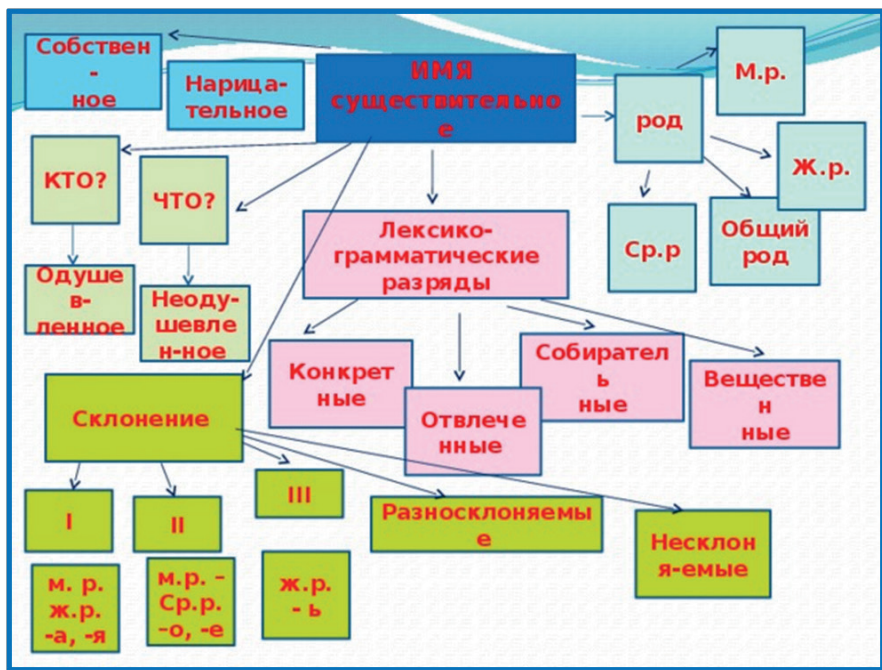 Собствен
-
ное
Нарица-
тельное
ИМЯ
существительно
е
род
М.р.
Ж.р.
Ср.р
Общий
род
КТО?
ЧТО?
Одуше
в-
ленное
Неоду-
шевле
н-ное
Лексико-
грамматические
разряды
Конкрет
ные
Отвлече
нные
Собирател
ь
ные
Веществе
н
ные
Склонение
I
II
III
Разносклоняемы
е
Несклон
я-емые
м. р.
ж.р.
-а, -я
м.р. –
Ср.р.
–о, -е
ж.р.
- ь